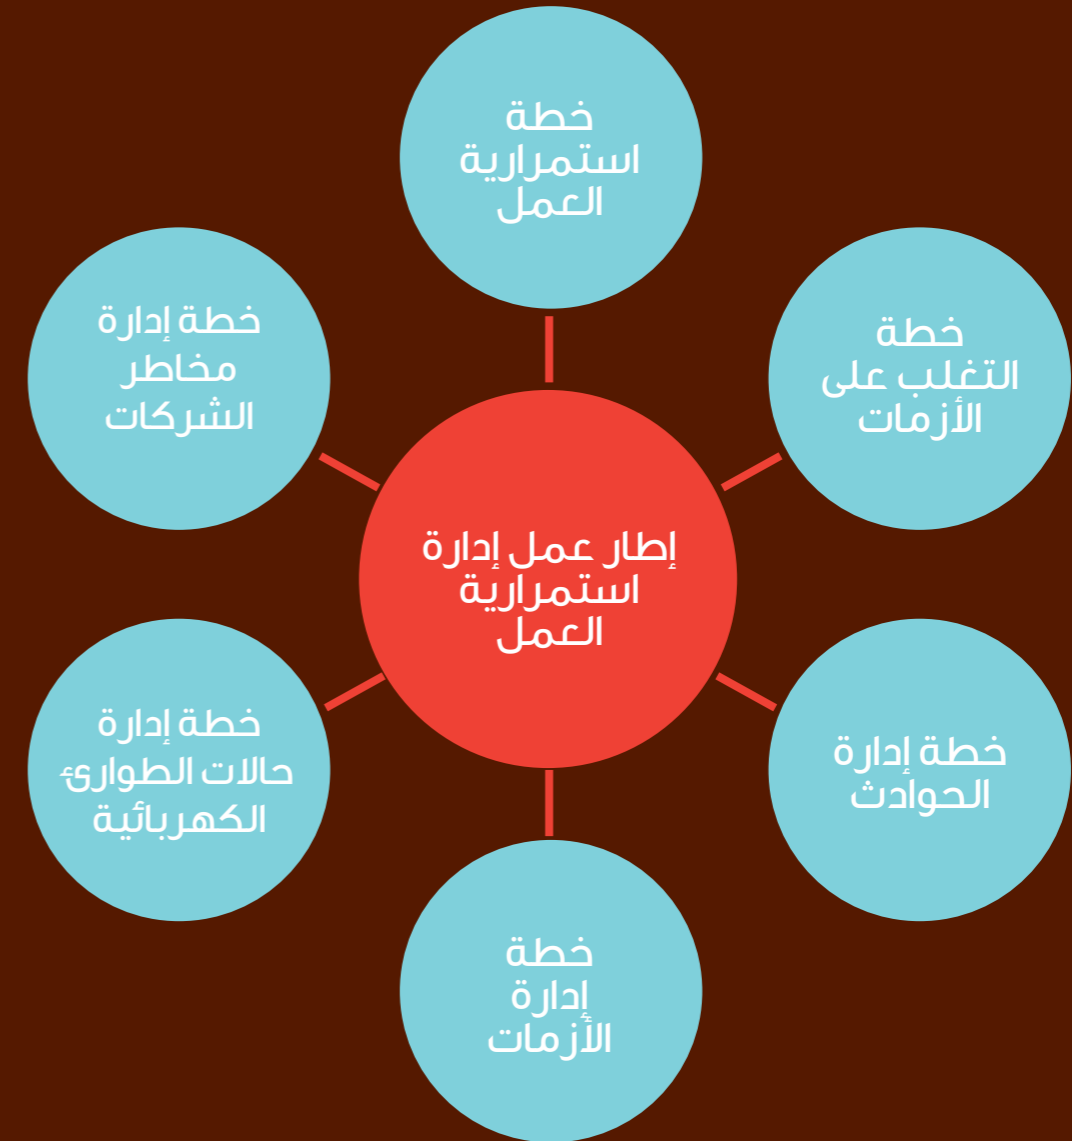 خطة
استمرارية
العمل
خطة
التغلب على
الأزمات
خطة إدارة
الحوادث
خطة
إدارة
الأزمات
خطة إدارة
حالات الطوارئ
الكهربائية
خطة إدارة
مخاطر
الشركات
إطار عمل إدارة
استمرارية
العمل